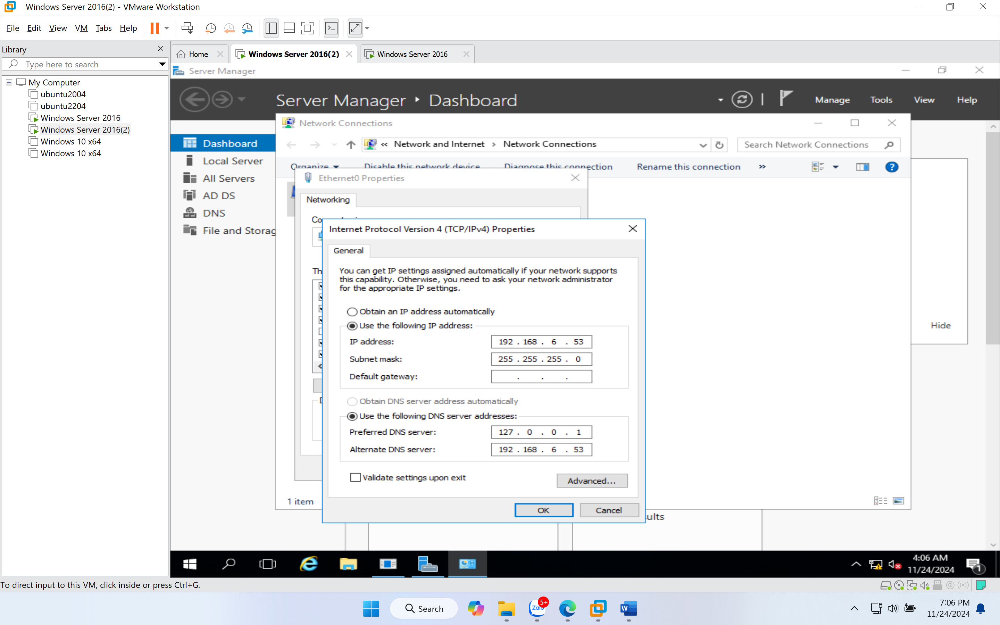 Windows Server 2016(2) - VMware Workstation
File Edit View VM Tabs Help
Library
Type here to search
My Computer
ubuntu2004
ubuntu2204
Windows Server 2016
Windows Server 2016(2)
Windows 10 x64
Windows 10 x64
Home
Windows Server 2016(2)
Windows Server 2016
Server Manager
Server Manager Dashboard
Manage Tools View Help
Dashboard
Local Server
All Servers
AD DS
DNS
File and Storag
Network Connections
« Network and Internet > Network Connections
Search Network Connections
Organize Disable this network device Diagnose this connection Rename this connection »
Ethernet0 Properties
Networking
Co
Th
Internet Protocol Version 4 (TCP/IPv4) Properties
General
You can get IP settings assigned automatically if your network supports
this capability. Otherwise, you need to ask your network administrator
for the appropriate IP settings.
Obtain an IP address automatically
Use the following IP address:
IP address: 192 . 168 . 6 . 53
Subnet mask: 255 . 255 . 255 . 0
Default gateway: . . .
Obtain DNS server address automatically
Use the following DNS server addresses:
Preferred DNS server: 127 . 0 . 0 . 1
Alternate DNS server: 192 . 168 . 6 . 53
Validate settings upon exit
Advanced...
OK
Cancel
1 item
Hide
ults
4:06 AM
11/24/2024
1
To direct input to this VM, click inside or press Ctrl+G.
Search
Zalo
5+
W
7:06 PM
11/24/2024